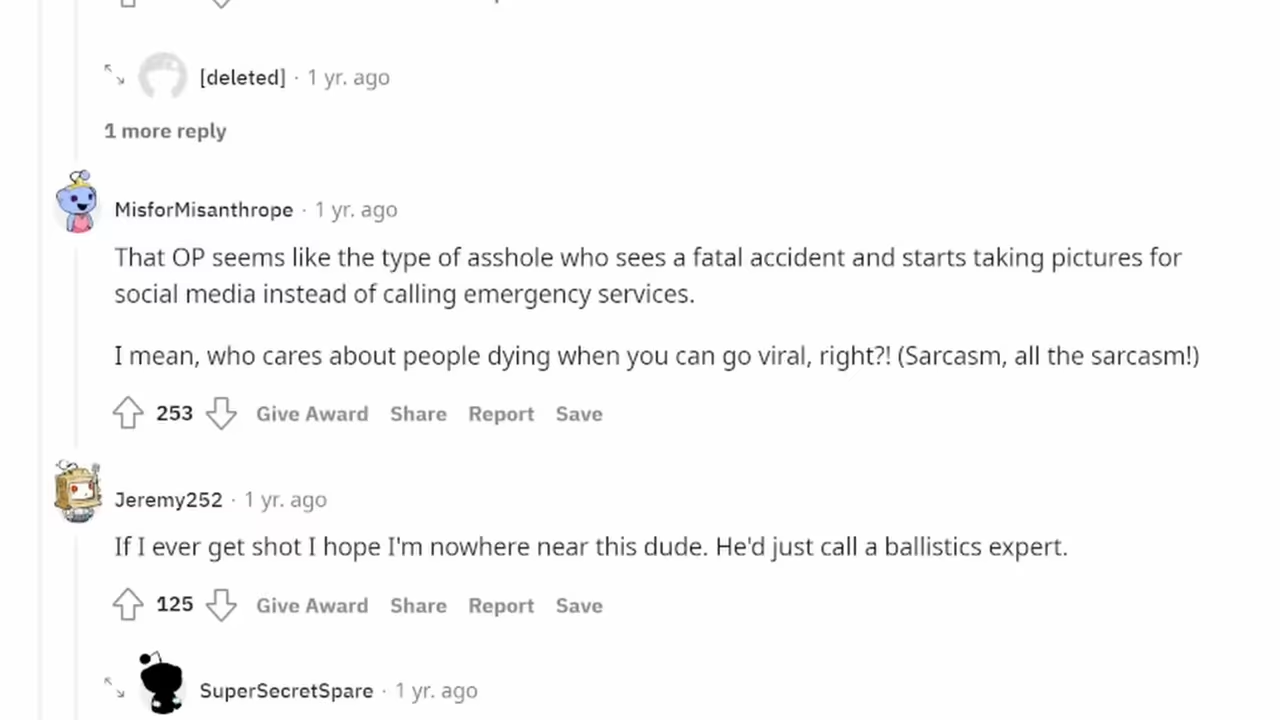 [deleted] · 1 yr. ago
1 more reply
MisforMisanthrope · 1 yr. ago
That OP seems like the type of asshole who sees a fatal accident and starts taking pictures for
social media instead of calling emergency services.
I mean, who cares about people dying when you can go viral, right?! (Sarcasm, all the sarcasm!)
253 Give Award Share Report Save
Jeremy252 · 1 yr. ago
If I ever get shot I hope I'm nowhere near this dude. He'd just call a ballistics expert.
125 Give Award Share Report Save
SuperSecretSpare · 1 yr. ago